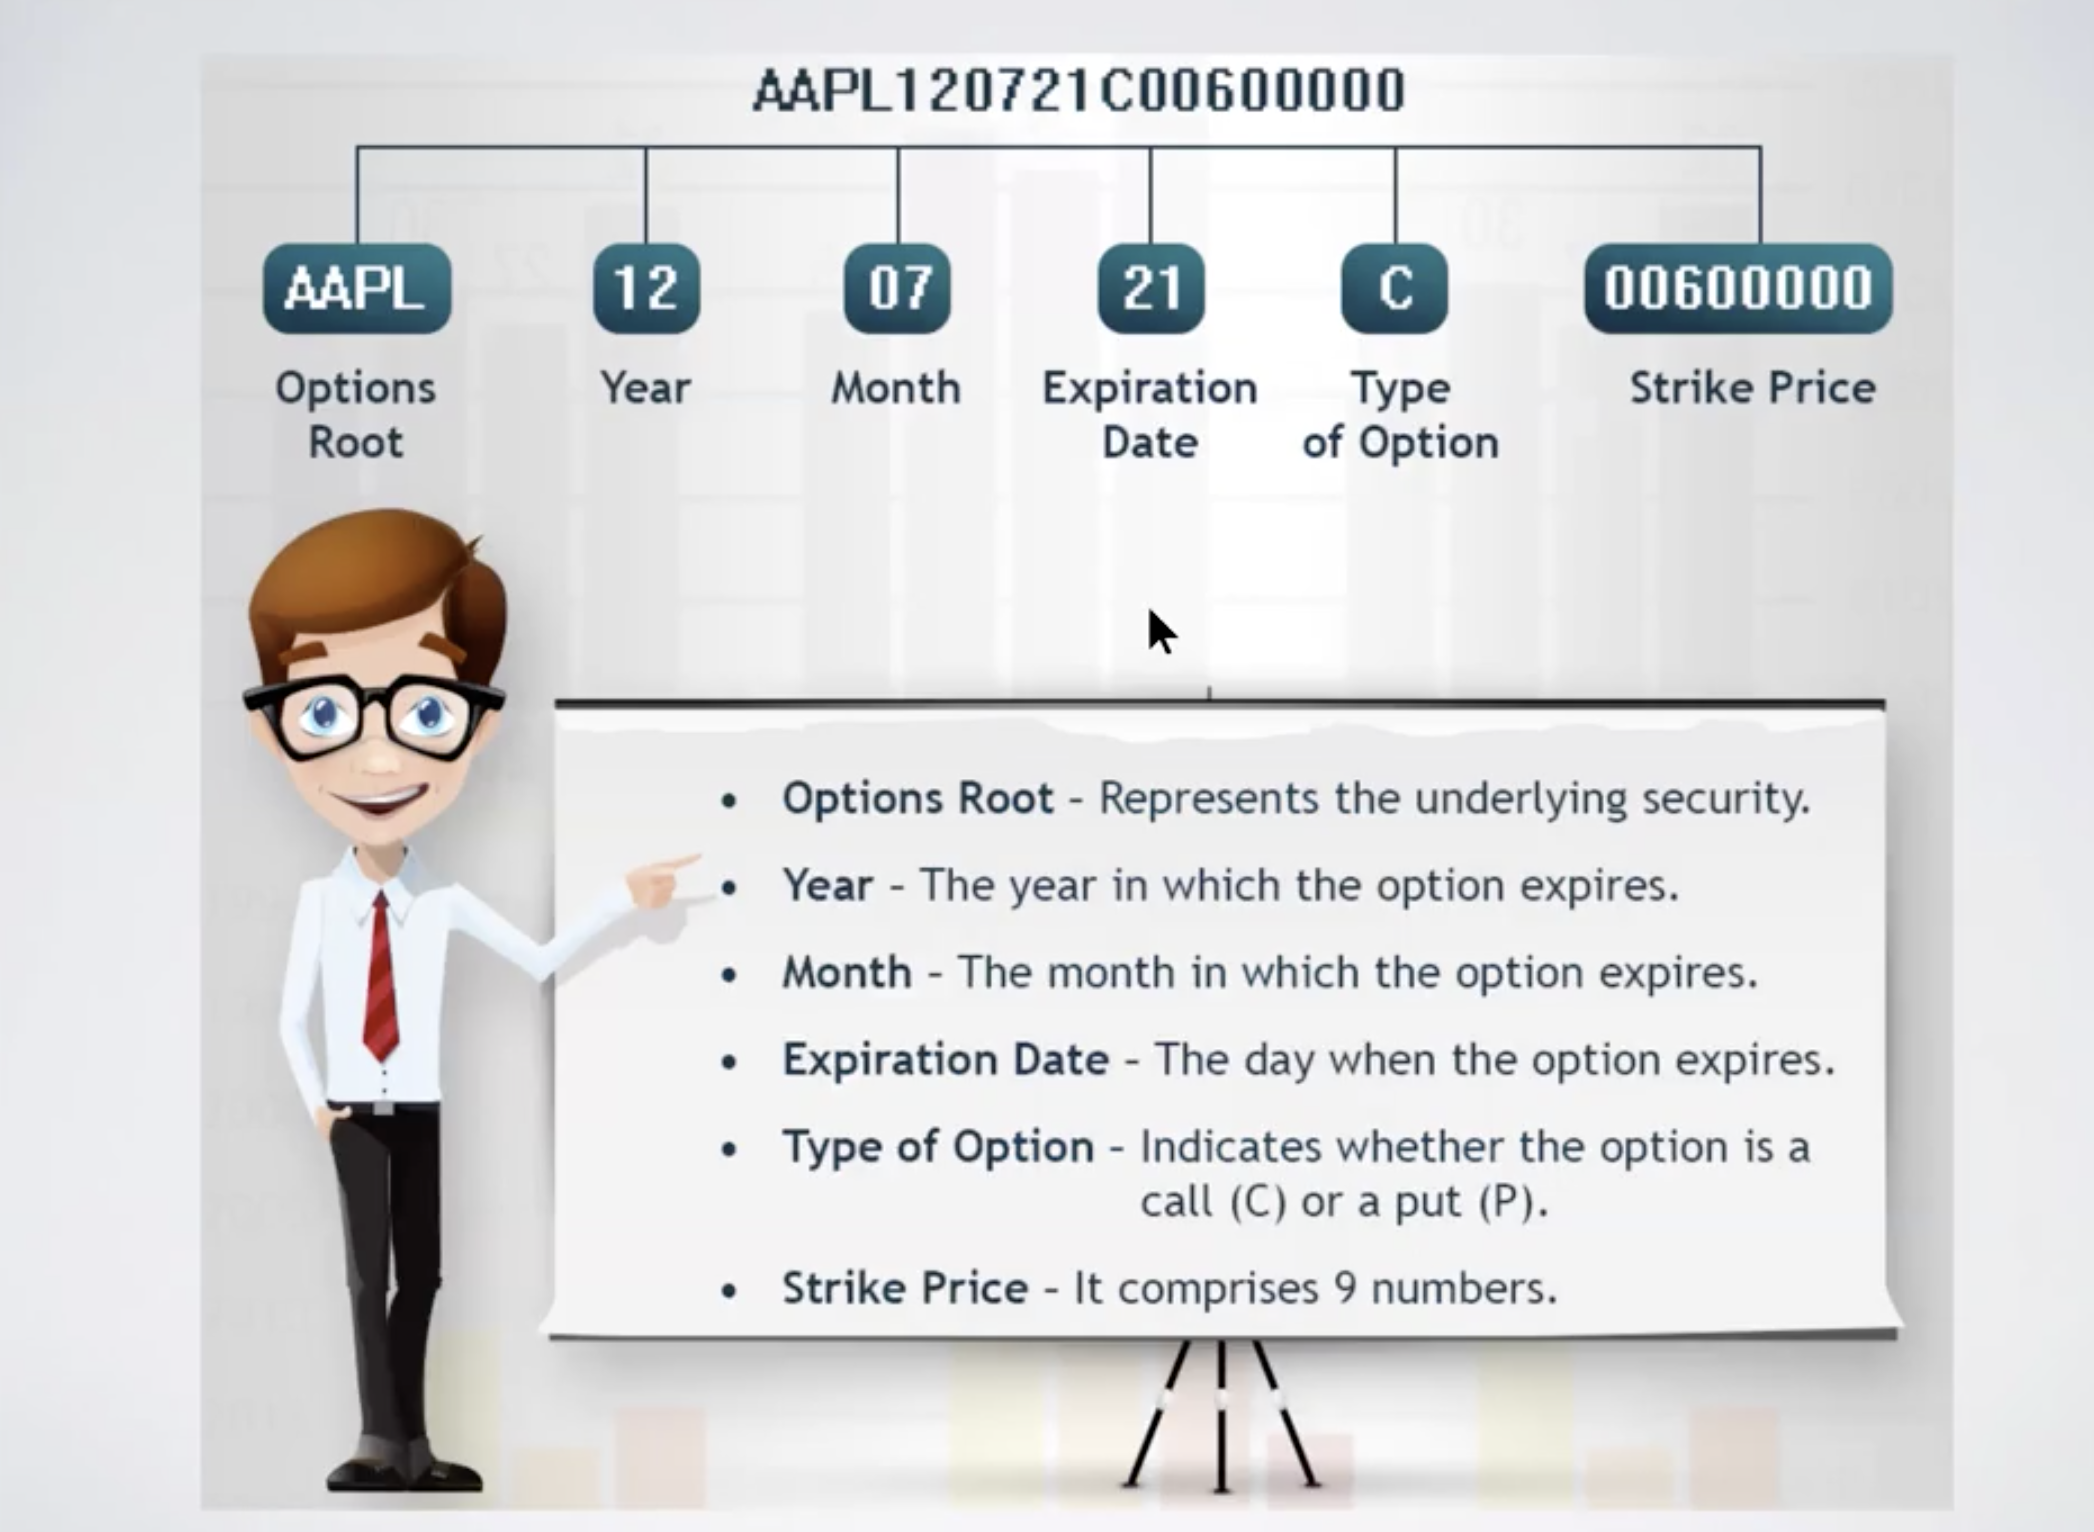 AAPL120721C00600000
AAPL 12 07 21 C 00600000
Options Root
Year
Month
Expiration Date
Type of Option
Strike Price
• Options Root – Represents the underlying security.
• Year – The year in which the option expires.
• Month – The month in which the option expires.
• Expiration Date – The day when the option expires.
• Type of Option – Indicates whether the option is a
call (C) or a put (P).
• Strike Price – It comprises 9 numbers.